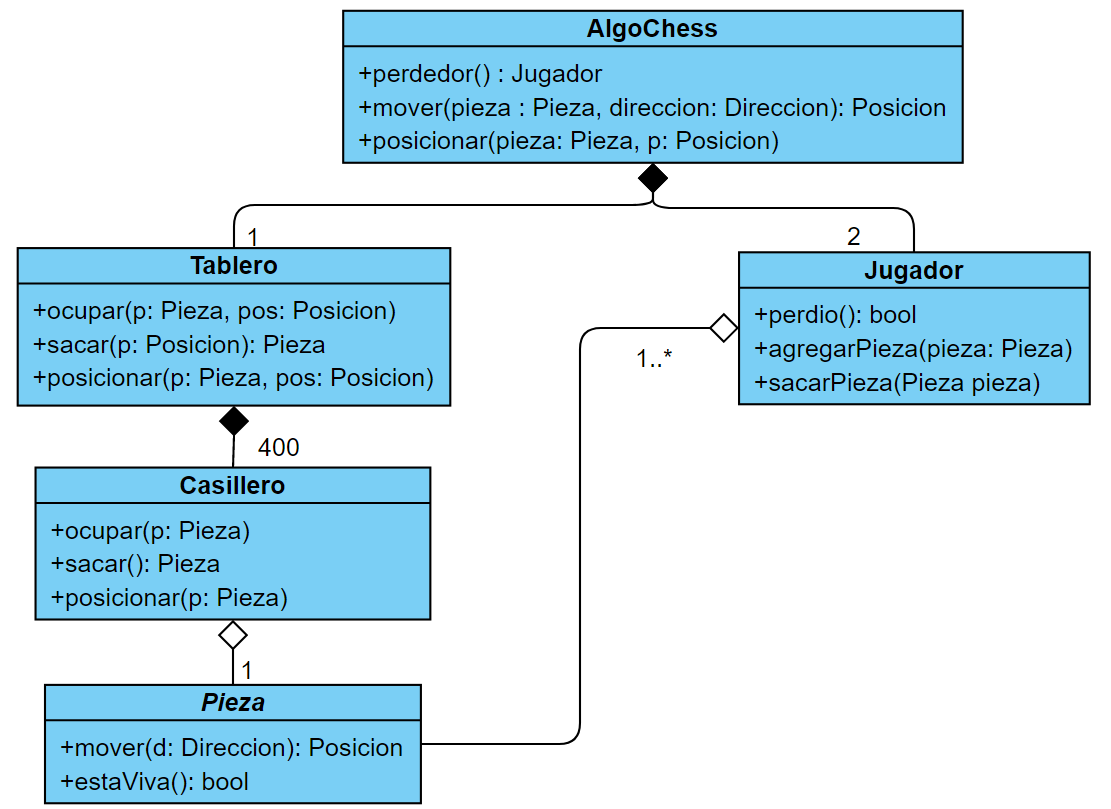 AlgoChess
+perdedor() : Jugador
+mover(pieza : Pieza, direccion: Direccion): Posicion
+posicionar(pieza: Pieza, p: Posicion)
1
2
Tablero
+ocupar(p: Pieza, pos: Posicion)
+sacar(p: Posicion): Pieza
+posicionar(p: Pieza, pos: Posicion)
Jugador
+perdio(): bool
+agregarPieza(pieza: Pieza)
+sacarPieza(Pieza pieza)
1..*
400
Casillero
+ocupar(p: Pieza)
+sacar(): Pieza
+posicionar(p: Pieza)
1
Pieza
+mover(d: Direccion): Posicion
+estaViva(): bool